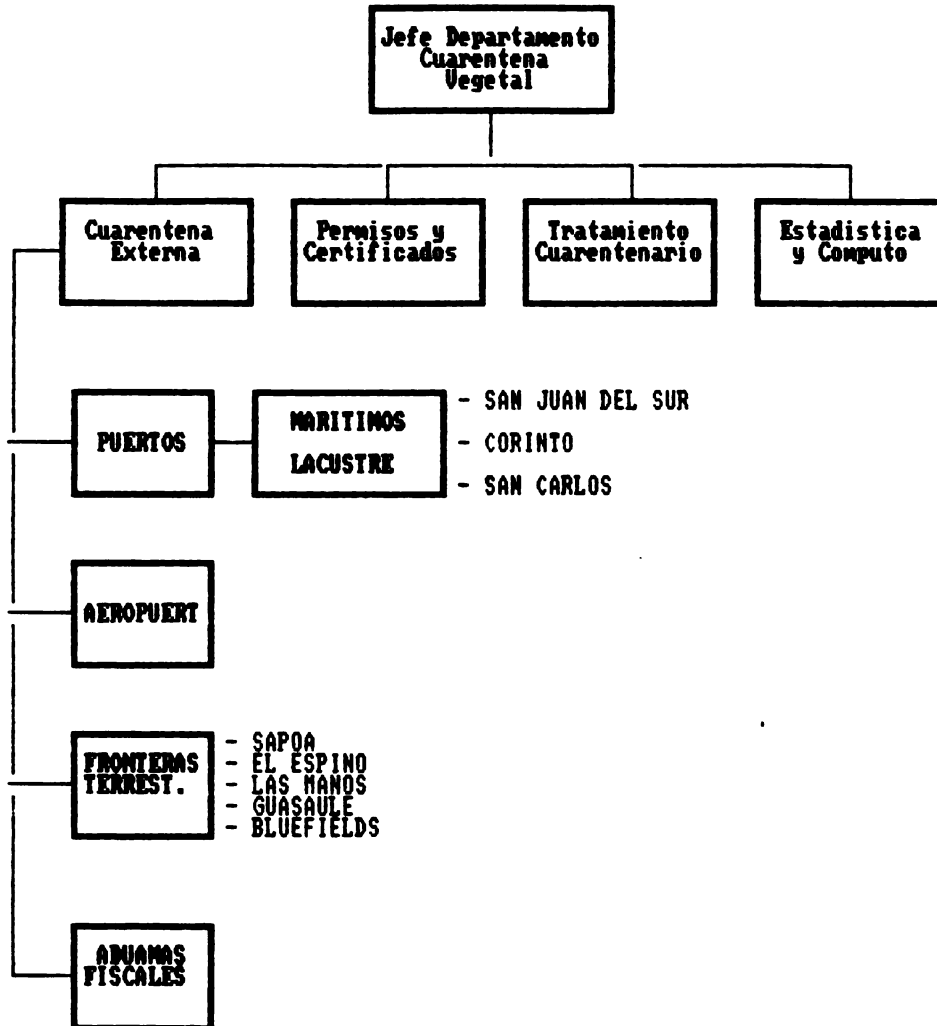 Jefe Departamento
Cuarentena
Vegetal
Cuarentena
Externa
Permisos y
Certificados
Tratamiento
Cuarentenario
Estadistica
y Computo
PUERTOS
MARITIMOS
LACUSTRE
- SAN JUAN DEL SUR
- CORINTO
- SAN CARLOS
AEROPUERT
FRONTERAS
TERREST.
- SAPOA
- EL ESPINO
- LAS MANOS
- GUASAULE
- BLUEFIELDS
ADUAMAS
FISCALES